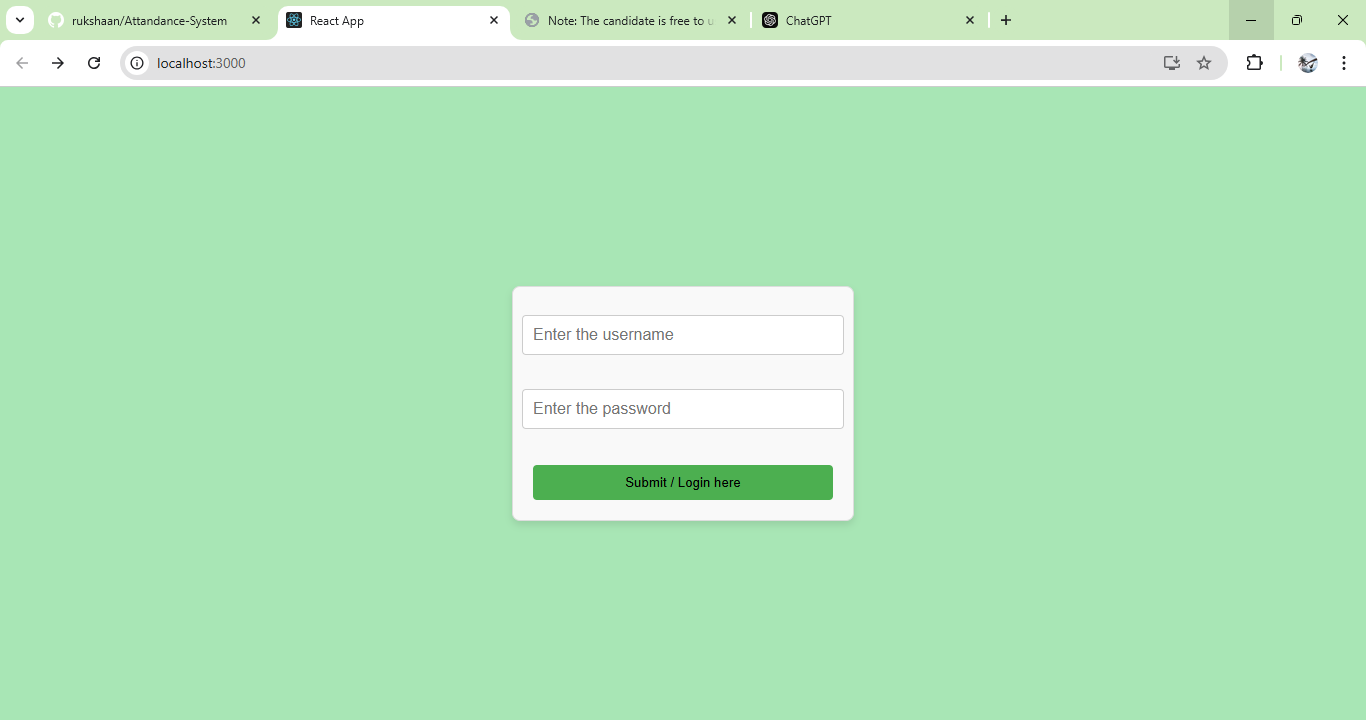 rukshaan/Attandance-System
React App
Note: The candidate is free to u
ChatGPT
localhost:3000
Enter the username
Enter the password
Submit / Login here